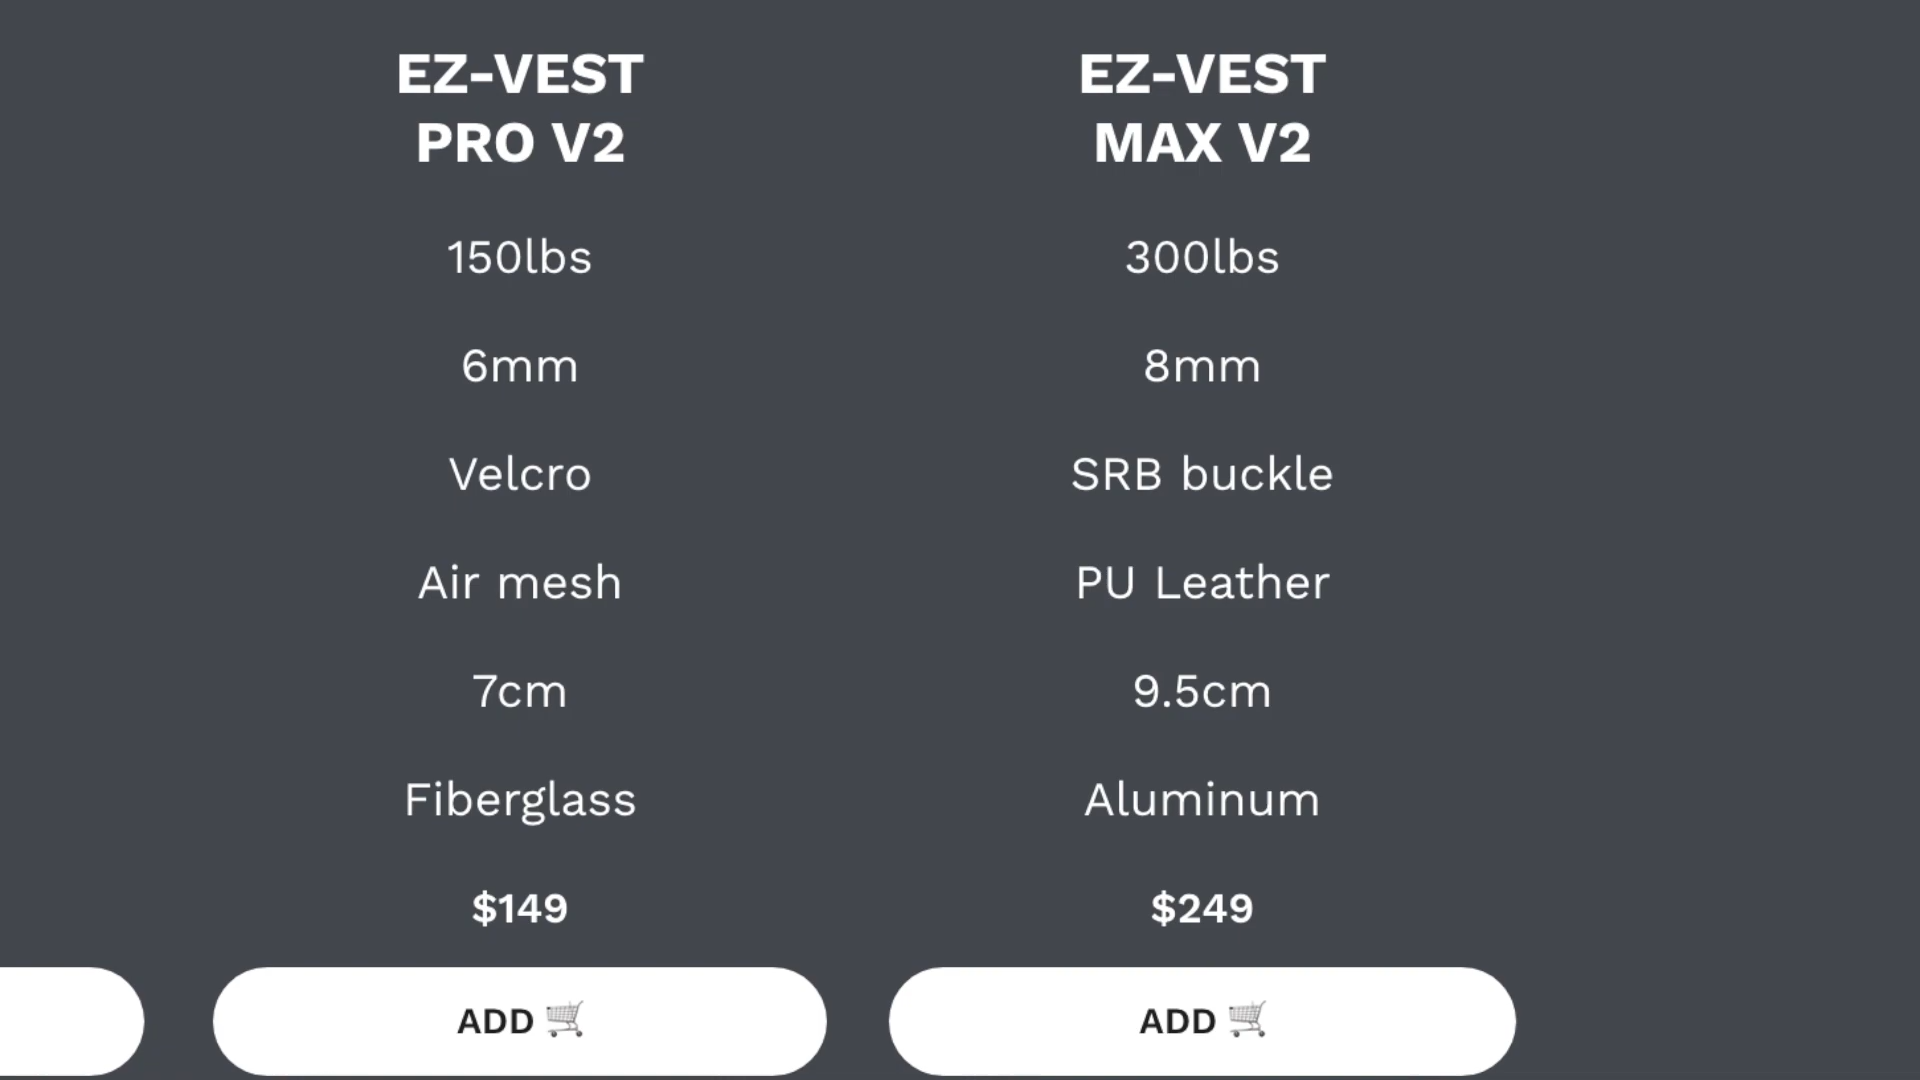 EZ-VEST
PRO V2
150lbs
6mm
Velcro
Air mesh
7cm
Fiberglass
$149
ADD 🛒
EZ-VEST
MAX V2
300lbs
8mm
SRB buckle
PU Leather
9.5cm
Aluminum
$249
ADD 🛒